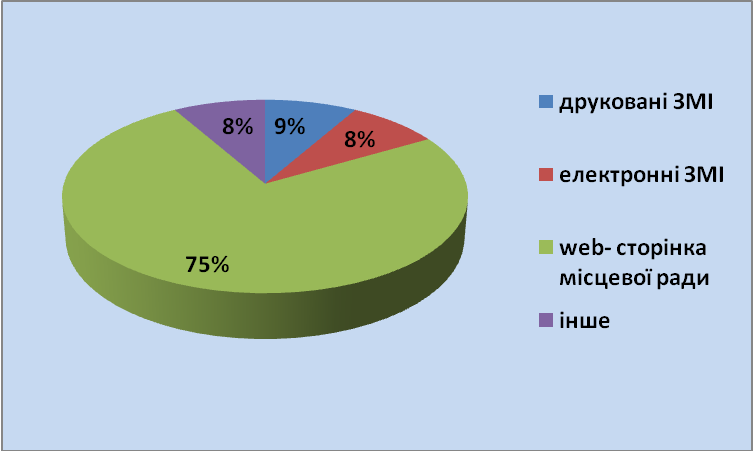 8%
9%
8%
75%
друковані ЗМІ
електронні ЗМІ
web- сторінка
місцевої ради
інше